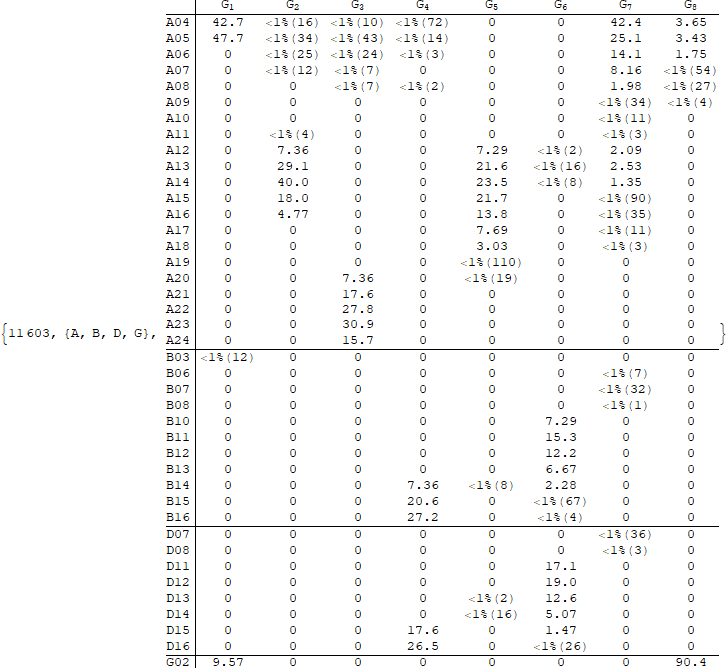 G1 G2 G3 G4 G5 G6 G7 G8
A04 42.7 <1%(16) <1%(10) <1%(72) 0 0 42.4 3.65
A05 47.7 <1%(34) <1%(43) <1%(14) 0 0 25.1 3.43
A06 0 <1%(25) <1%(24) <1%(3) 0 0 14.1 1.75
A07 0 <1%(12) <1%(7) 0 0 0 8.16 <1%(54)
A08 0 0 <1%(7) <1%(2) 0 0 1.98 <1%(27)
A09 0 0 0 0 0 0 <1%(34) <1%(4)
A10 0 0 0 0 0 0 <1%(11) 0
A11 0 <1%(4) 0 0 0 0 <1%(3) 0
A12 0 7.36 0 0 7.29 <1%(2) 2.09 0
A13 0 29.1 0 0 21.6 <1%(16) 2.53 0
A14 0 40.0 0 0 23.5 <1%(8) 1.35 0
A15 0 18.0 0 0 21.7 0 <1%(90) 0
A16 0 4.77 0 0 13.8 0 <1%(35) 0
A17 0 0 0 0 7.69 0 <1%(11) 0
A18 0 0 0 0 3.03 0 <1%(3) 0
A19 0 0 0 0 <1%(110) 0 0 0
A20 0 0 7.36 0 <1%(19) 0 0 0
A21 0 0 17.6 0 0 0 0 0
A22 0 0 27.8 0 0 0 0 0
{11 603, {A, B, D, G}, A23 0 0 30.9 0 0 0 0 0 }
A24 0 0 15.7 0 0 0 0 0
B03 <1%(12) 0 0 0 0 0 0 0
B06 0 0 0 0 0 0 <1%(7) 0
B07 0 0 0 0 0 0 <1%(32) 0
B08 0 0 0 0 0 0 <1%(1) 0
B10 0 0 0 0 0 7.29 0 0
B11 0 0 0 0 0 15.3 0 0
B12 0 0 0 0 0 12.2 0 0
B13 0 0 0 0 0 6.67 0 0
B14 0 0 0 7.36 <1%(8) 2.28 0 0
B15 0 0 0 20.6 0 <1%(67) 0 0
B16 0 0 0 27.2 0 <1%(4) 0 0
D07 0 0 0 0 0 0 <1%(36) 0
D08 0 0 0 0 0 0 <1%(3) 0
D11 0 0 0 0 0 17.1 0 0
D12 0 0 0 0 0 19.0 0 0
D13 0 0 0 0 <1%(2) 12.6 0 0
D14 0 0 0 0 <1%(16) 5.07 0 0
D15 0 0 0 17.6 0 1.47 0 0
D16 0 0 0 26.5 0 <1%(26) 0 0
G02 9.57 0 0 0 0 0 0 90.4